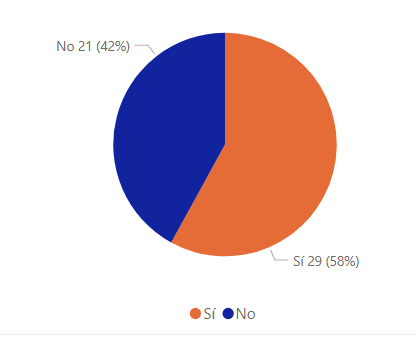 No 21 (42%)
Sí 29 (58%)
Sí No